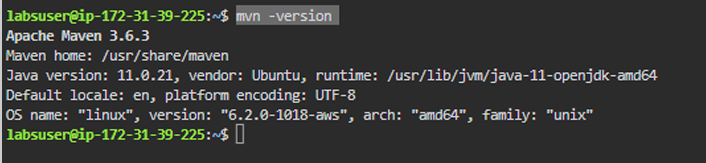 labsuser@ip-172-31-39-225:~$ mvn -version
Apache Maven 3.6.3
Maven home: /usr/share/maven
Java version: 11.0.21, vendor: Ubuntu, runtime: /usr/lib/jvm/java-11-openjdk-amd64
Default locale: en, platform encoding: UTF-8
OS name: "linux", version: "6.2.0-1018-aws", arch: "amd64", family: "unix"
labsuser@ip-172-31-39-225:~$